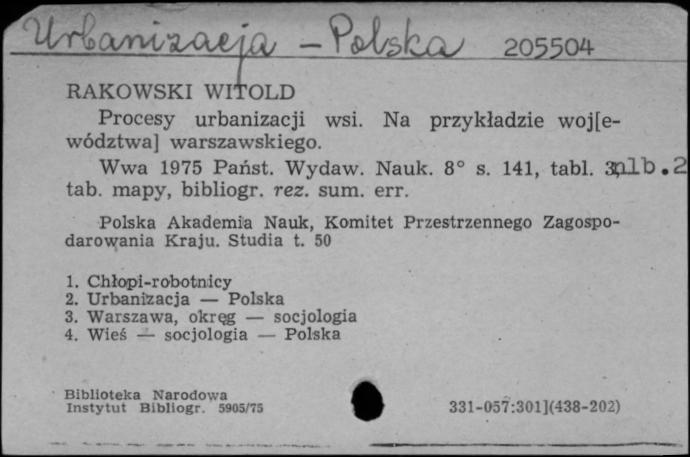 Urbanizacja – Polska 205504
RAKOWSKI WITOLD
Procesy urbanizacji wsi. Na przykładzie woj[e-
wództwa] warszawskiego.
Wwa 1975 Państ. Wydaw. Nauk. 8° s. 141, tabl. 3, nlb.2
tab. mapy, bibliogr. rez. sum. err.
Polska Akademia Nauk, Komitet Przestrzennego Zagospo-
darowania Kraju. Studia t. 50
1. Chłopi-robotnicy
2. Urbanizacja — Polska
3. Warszawa, okręg — socjologia
4. Wieś — socjologia — Polska
Biblioteka Narodowa
Instytut Bibliogr. 5905/75 331-057:301](438-202)